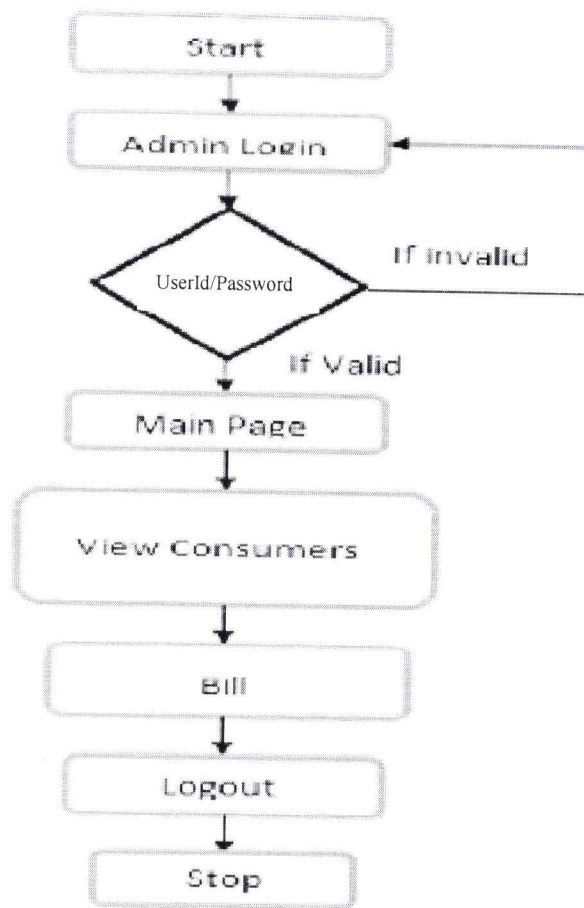 Start
Admin Login
UserId/Password
If invalid
If Valid
Main Page
View Consumers
Bill
Logout
Stop